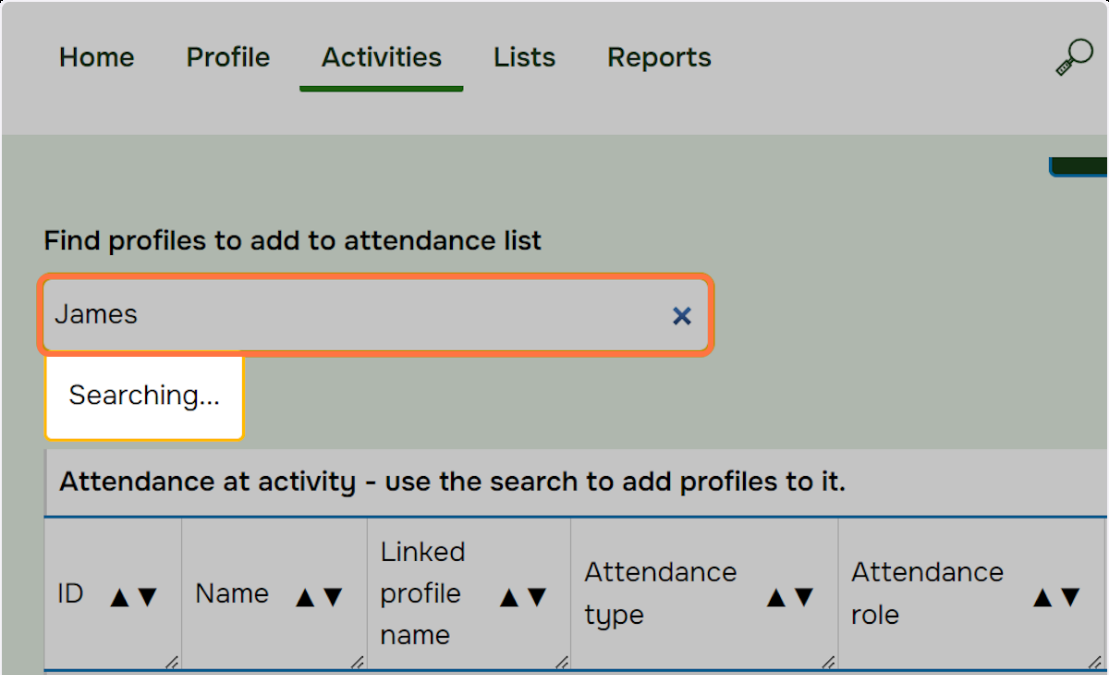 Home Profile Activities Lists Reports
Find profiles to add to attendance list
James
Searching...
Attendance at activity - use the search to add profiles to it.
ID ▲▼ Name ▲▼ Linked profile name ▲▼ Attendance type ▲▼ Attendance role ▲▼